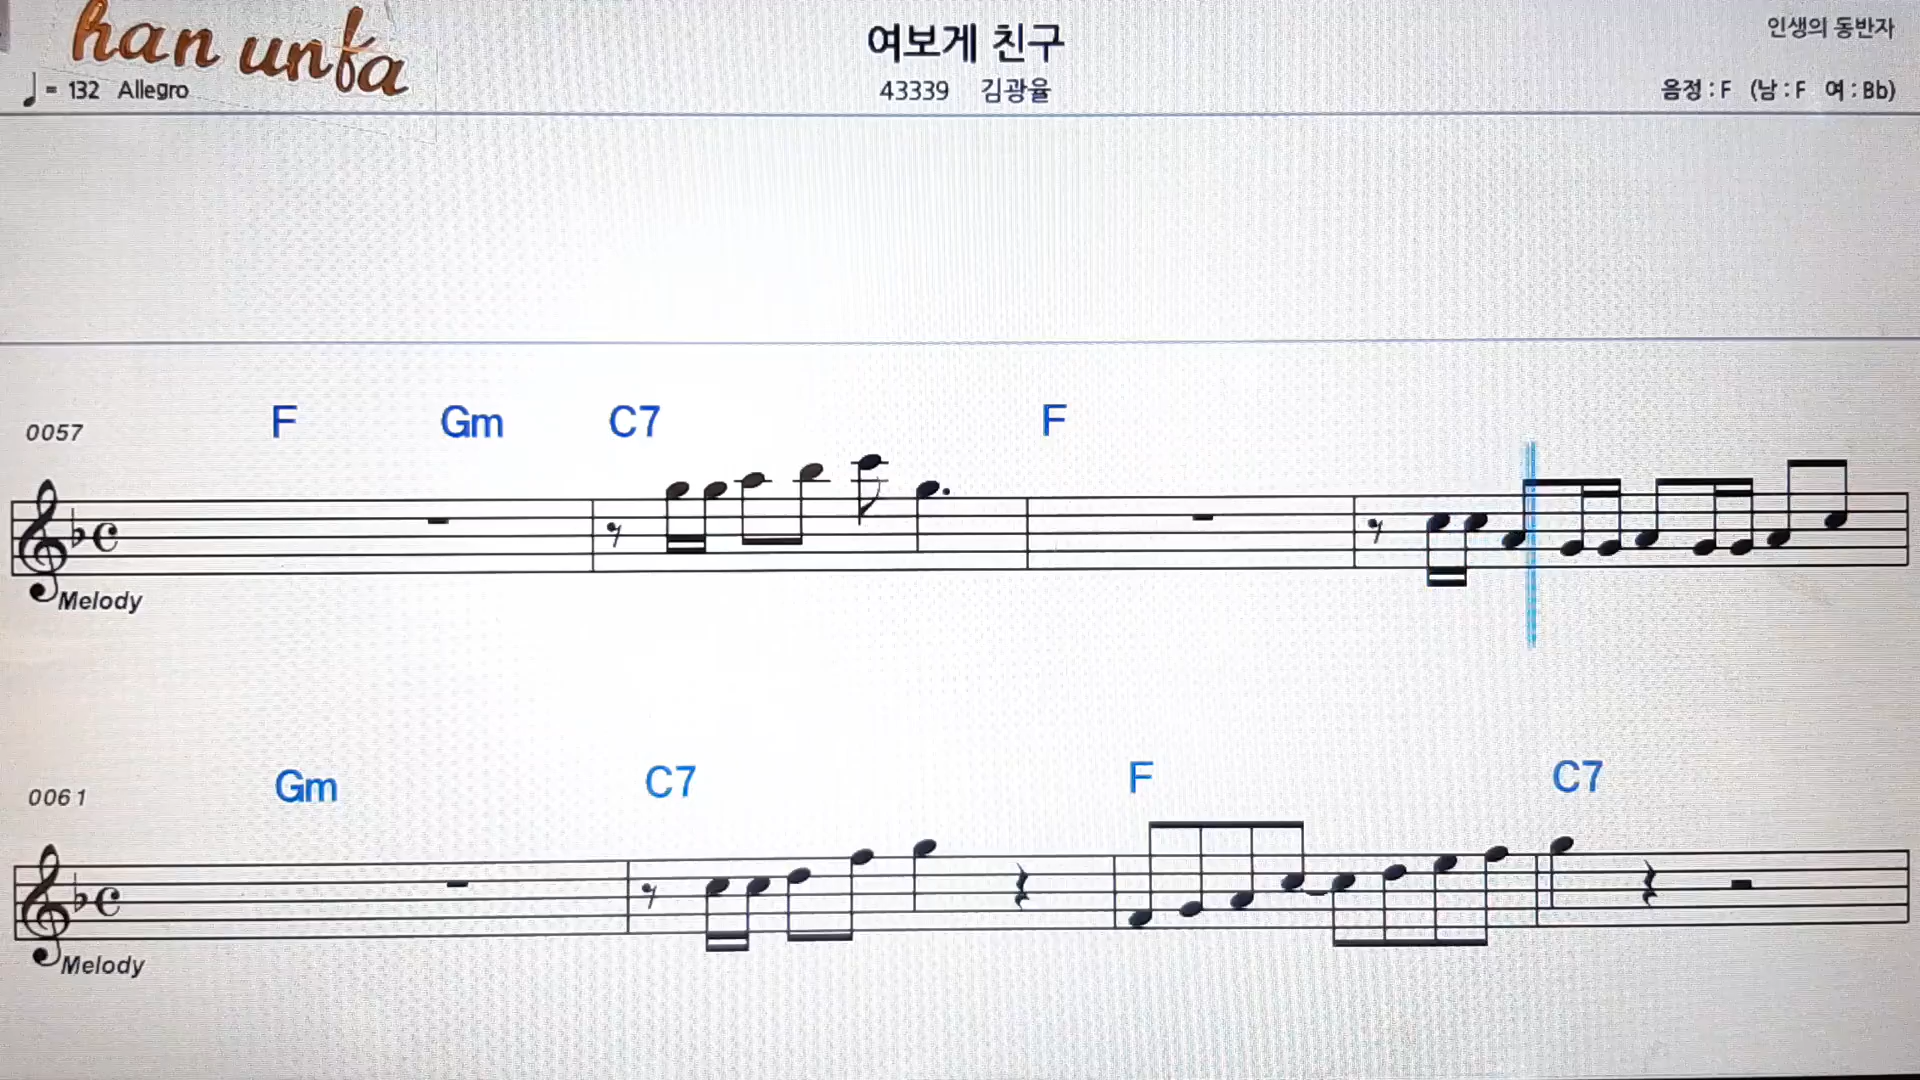 han unfa
여보게 친구
인생의 동반자
♩= 132 Allegro
43339 김광율
음정 : F (남 : F 여 : Bb)
F Gm C7 F
0057
Melody
Gm C7 F C7
0061
Melody